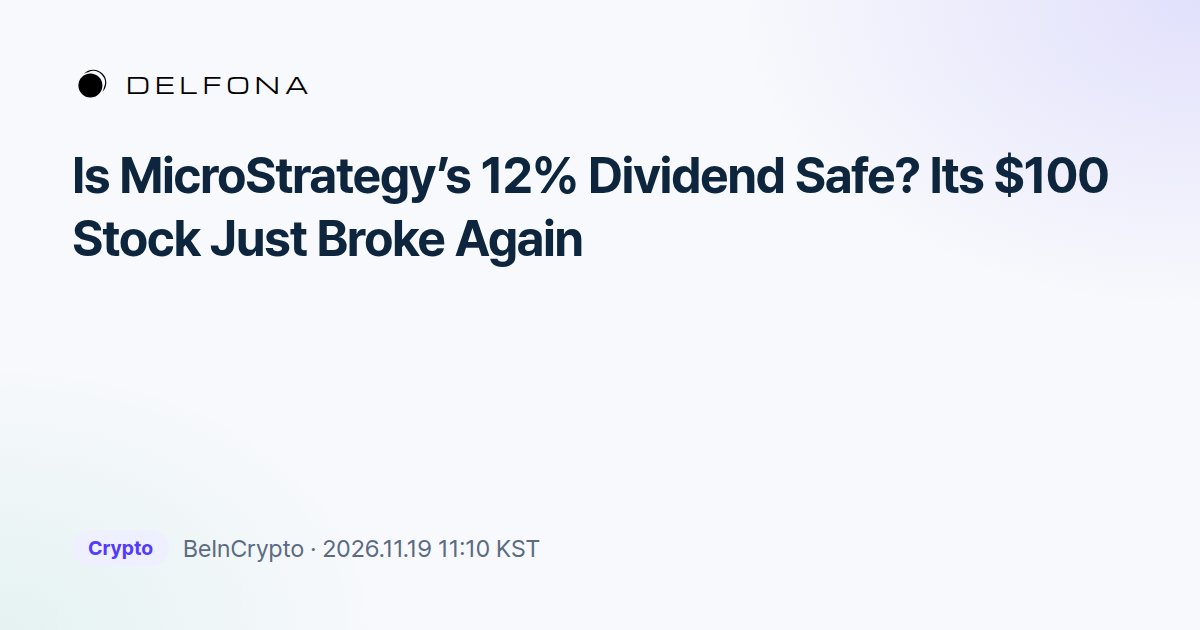 DELFONA
Is MicroStrategy’s 12% Dividend Safe? Its $100
Stock Just Broke Again
Crypto BeInCrypto · 2026.11.19 11:10 KST